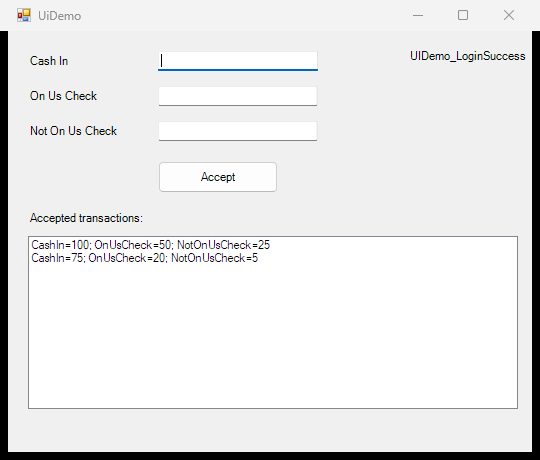 UiDemo
Cash In
UIDemo_LoginSuccess
On Us Check
Not On Us Check
Accept
Accepted transactions:
CashIn=100; OnUsCheck=50; NotOnUsCheck=25
CashIn=75; OnUsCheck=20; NotOnUsCheck=5